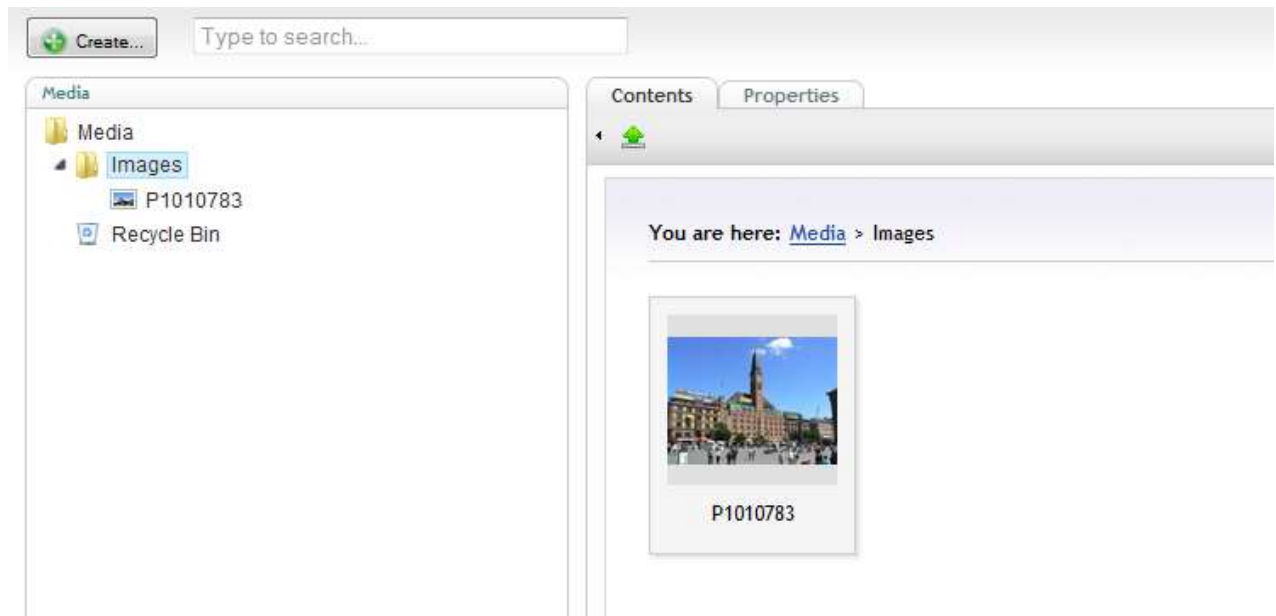 Create...
Type to search...
Media
Media
Images
P1010783
Recycle Bin
Contents
Properties
You are here: Media > Images
P1010783